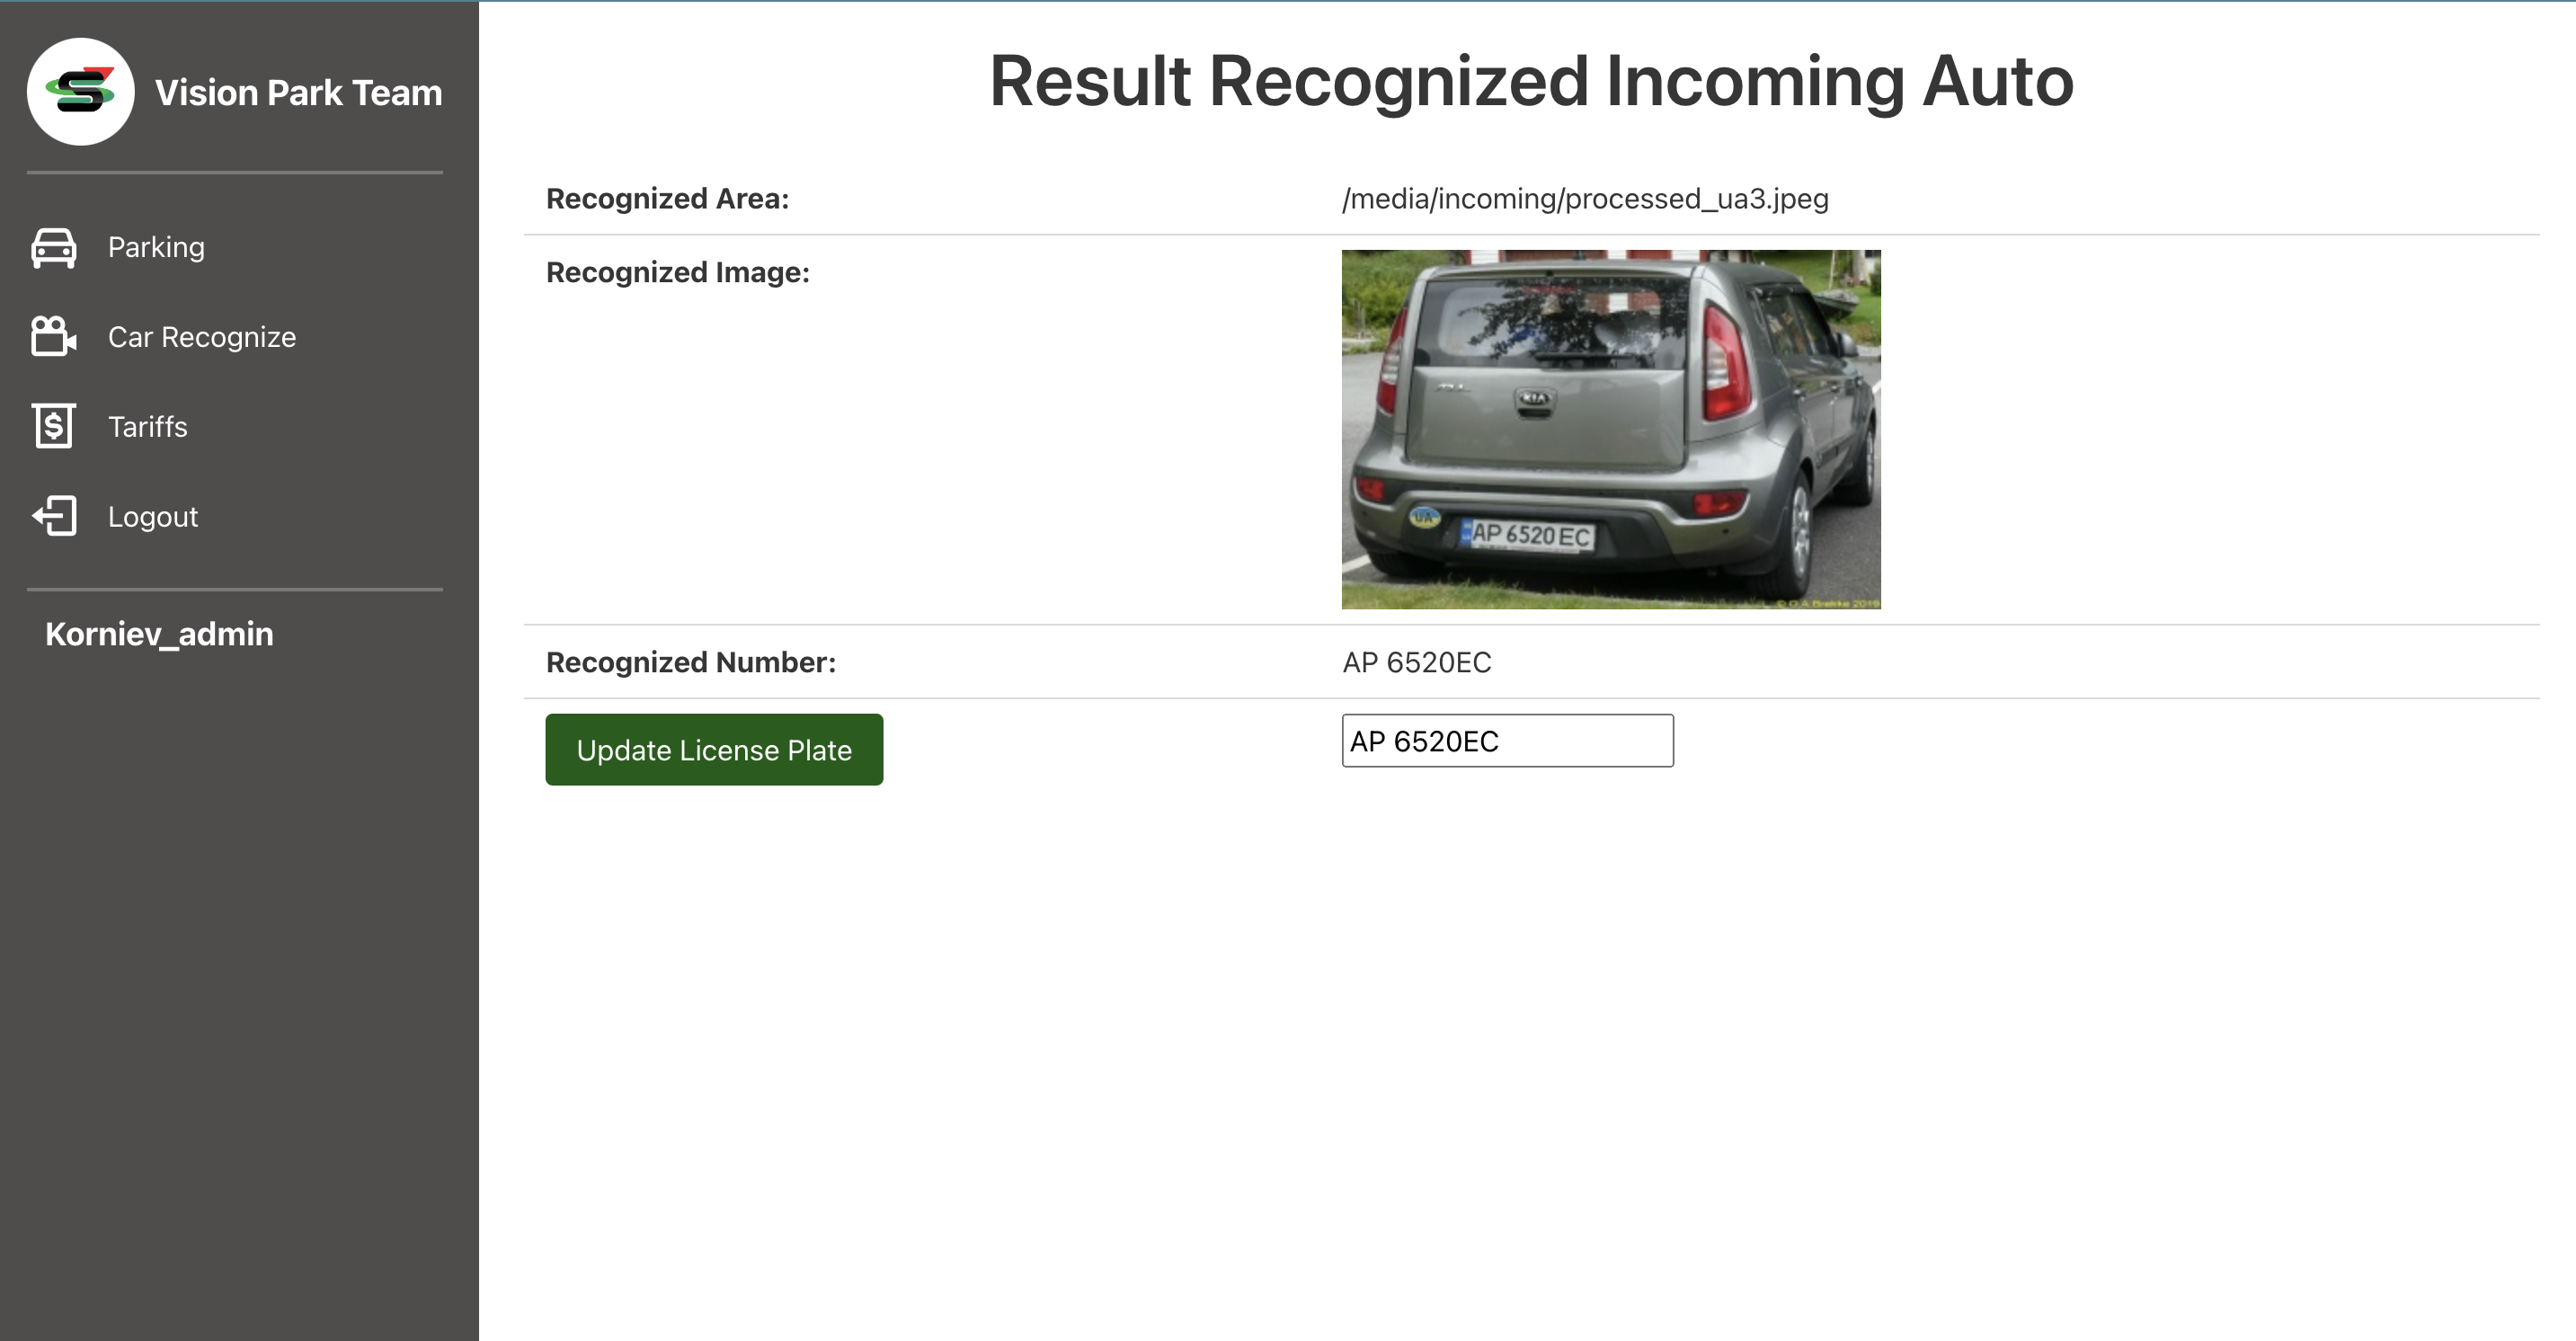 Vision Park Team
Parking
Car Recognize
Tariffs
Logout
Korniev_admin
Result Recognized Incoming Auto
Recognized Area:
/media/incoming/processed_ua3.jpeg
Recognized Image:
KIA
UA
AP 6520 EC
Recognized Number:
AP 6520EC
Update License Plate
AP 6520EC